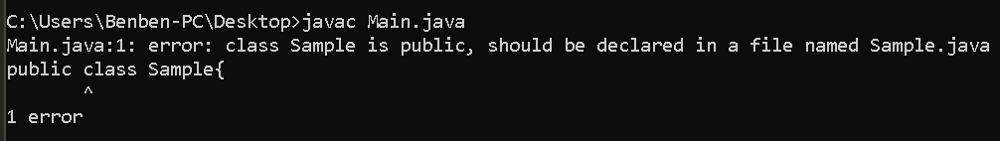 C:\Users\Benben-PC\Desktop>javac Main.java
Main.java:1: error: class Sample is public, should be declared in a file named Sample.java
public class Sample{
       ^
1 error